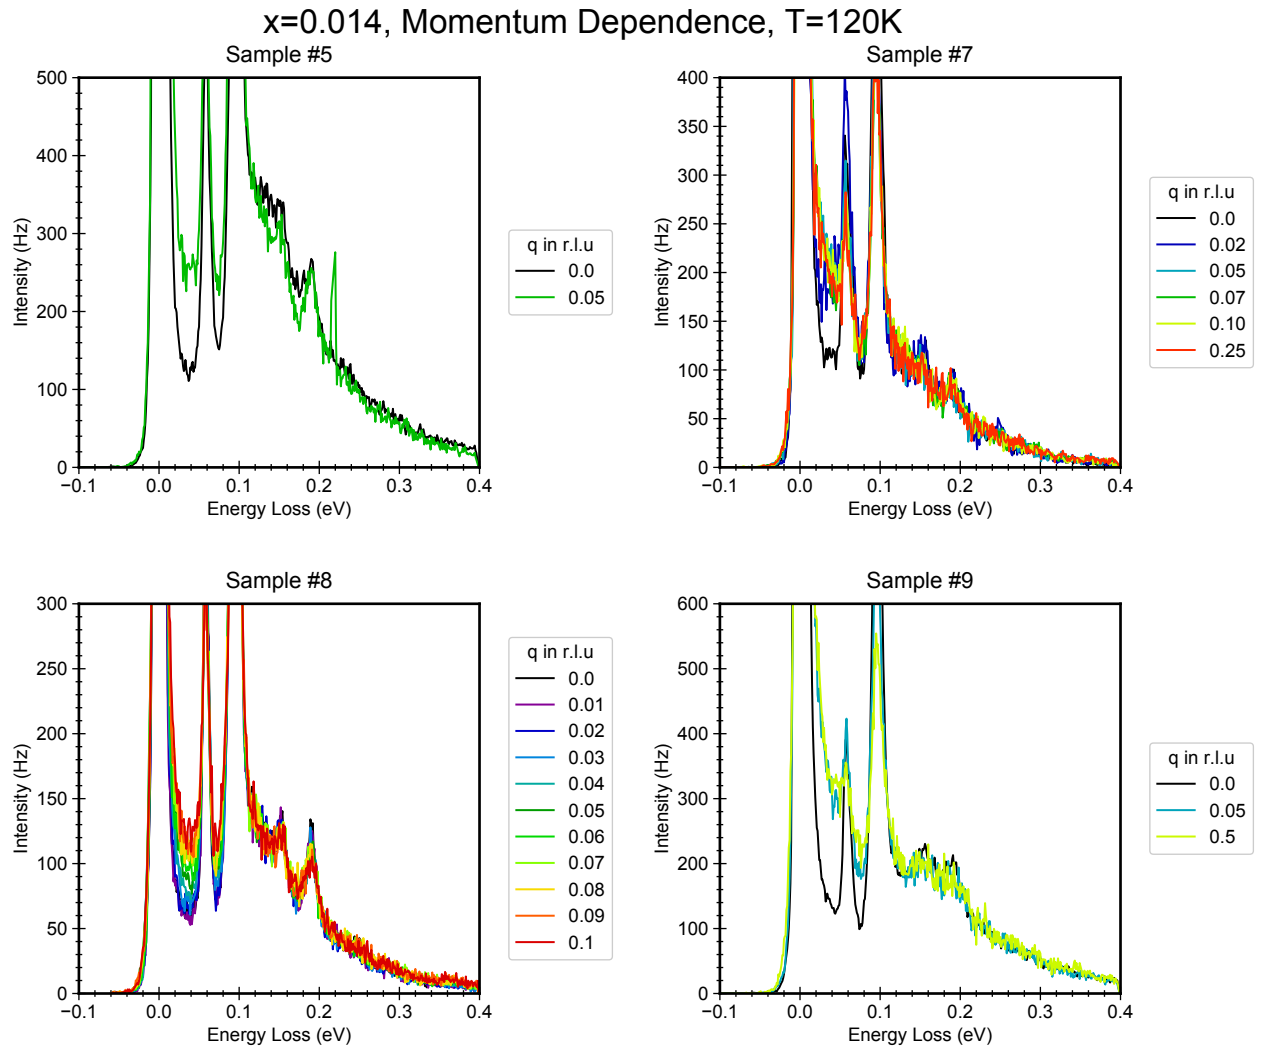 x=0.014, Momentum Dependence, T=120K
Sample #5
500
400
300
200
100
0
−0.1 0.0 0.1 0.2 0.3 0.4
Intensity (Hz)
Energy Loss (eV)
q in r.l.u
0.0
0.05
Sample #7
400
350
300
250
200
150
100
50
0
−0.1 0.0 0.1 0.2 0.3 0.4
Intensity (Hz)
Energy Loss (eV)
q in r.l.u
0.0
0.02
0.05
0.07
0.10
0.25
Sample #8
300
250
200
150
100
50
0
−0.1 0.0 0.1 0.2 0.3 0.4
Intensity (Hz)
Energy Loss (eV)
q in r.l.u
0.0
0.01
0.02
0.03
0.04
0.05
0.06
0.07
0.08
0.09
0.1
Sample #9
600
500
400
300
200
100
0
−0.1 0.0 0.1 0.2 0.3 0.4
Intensity (Hz)
Energy Loss (eV)
q in r.l.u
0.0
0.05
0.5